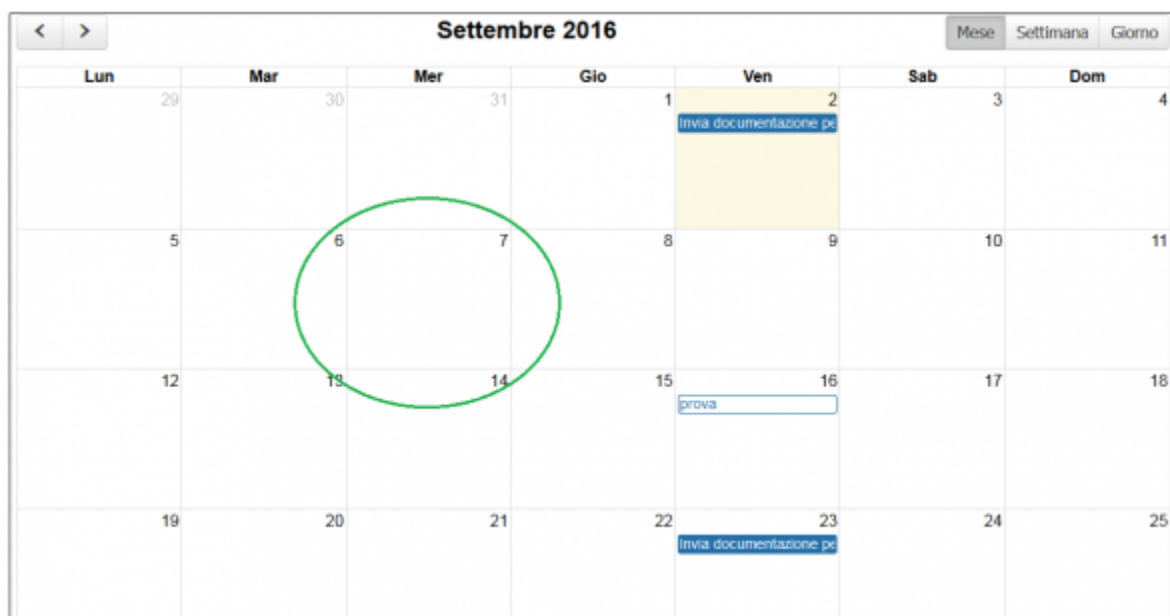 < > Settembre 2016 Mese Settimana Giorno
Lun Mar Mer Gio Ven Sab Dom
29 30 31 1 2 3 4
Invia documentazione pe
5 6 7 8 9 10 11
12 13 14 15 16 17 18
prova
19 20 21 22 23 24 25
Invia documentazione pe